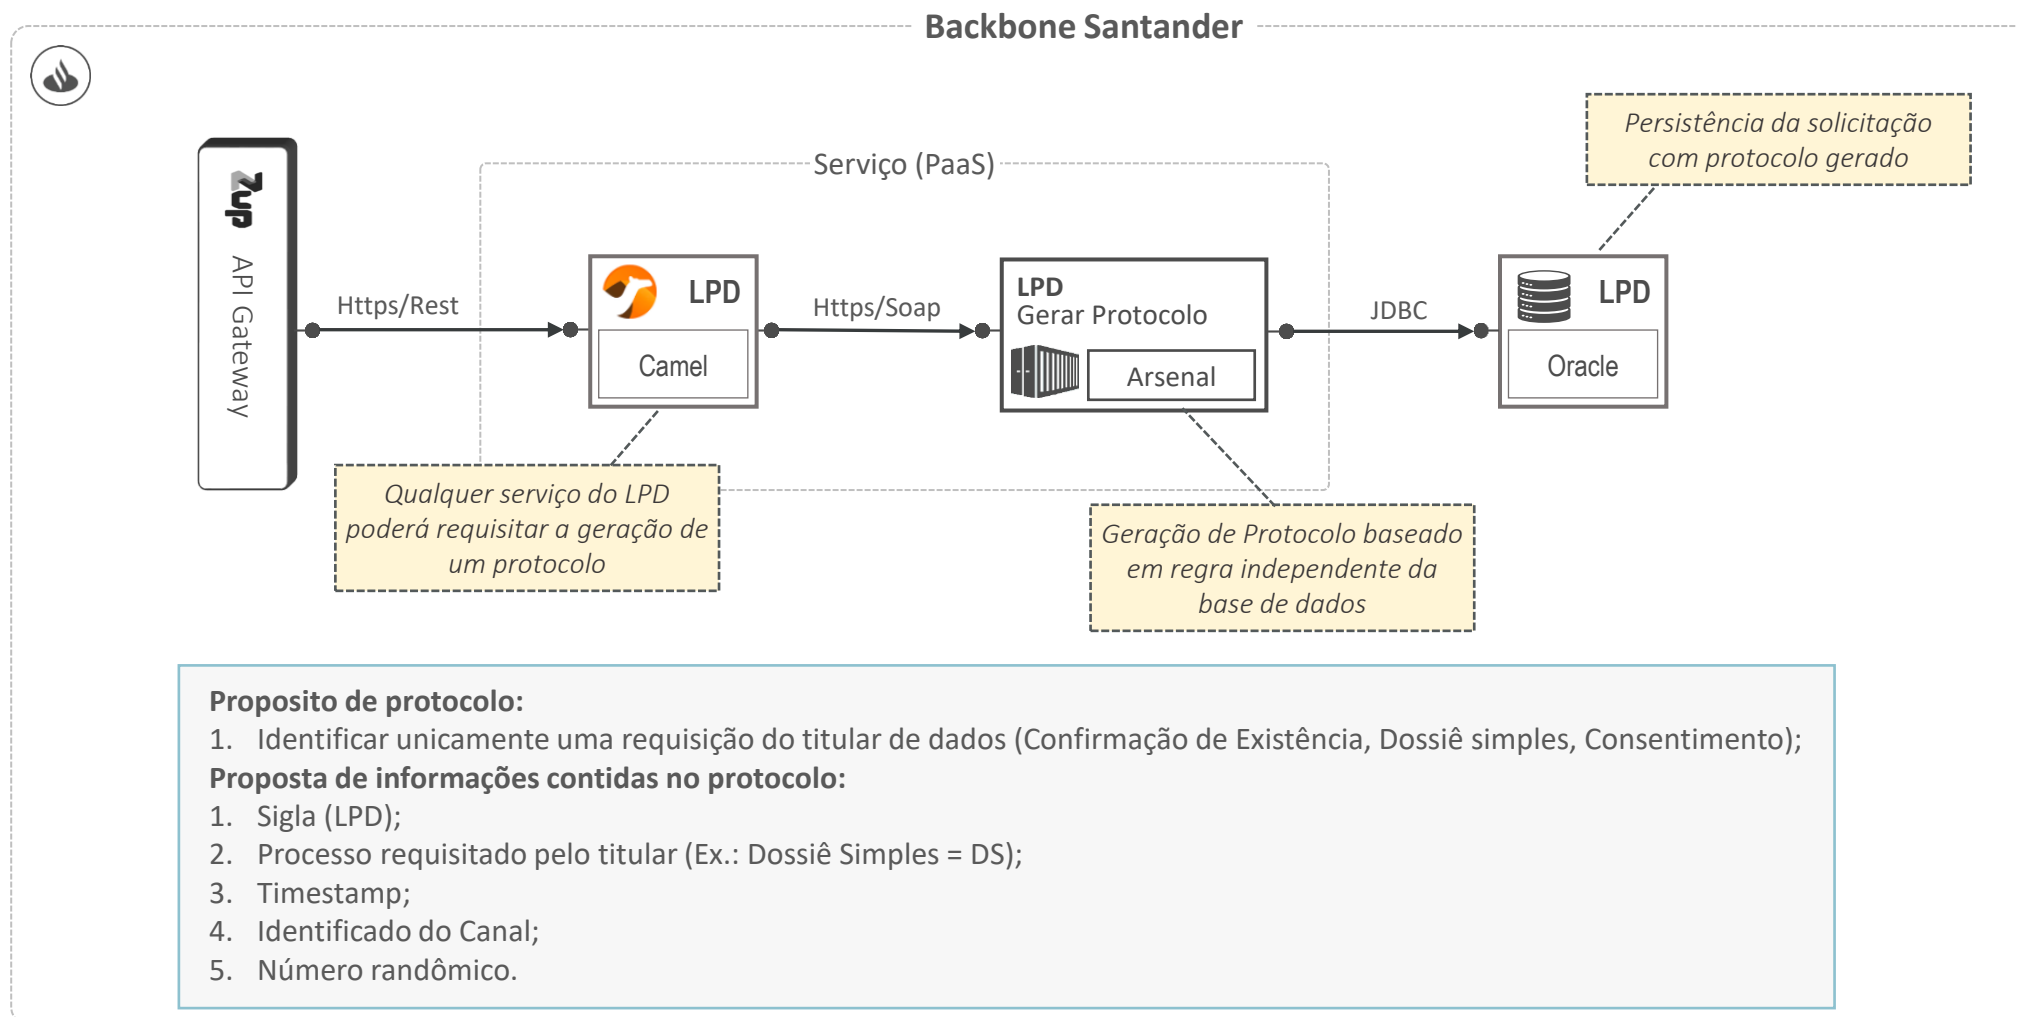 Backbone Santander
Persistência da solicitação
com protocolo gerado
Serviço (PaaS)
Zup
API Gateway
Https/Rest
LPD
Camel
Https/Soap
LPD
Gerar Protocolo
Arsenal
JDBC
LPD
Oracle
Qualquer serviço do LPD
poderá requisitar a geração de
um protocolo
Geração de Protocolo baseado
em regra independente da
base de dados
Proposito de protocolo:
1. Identificar unicamente uma requisição do titular de dados (Confirmação de Existência, Dossiê simples, Consentimento);
Proposta de informações contidas no protocolo:
1. Sigla (LPD);
2. Processo requisitado pelo titular (Ex.: Dossiê Simples = DS);
3. Timestamp;
4. Identificado do Canal;
5. Número randômico.